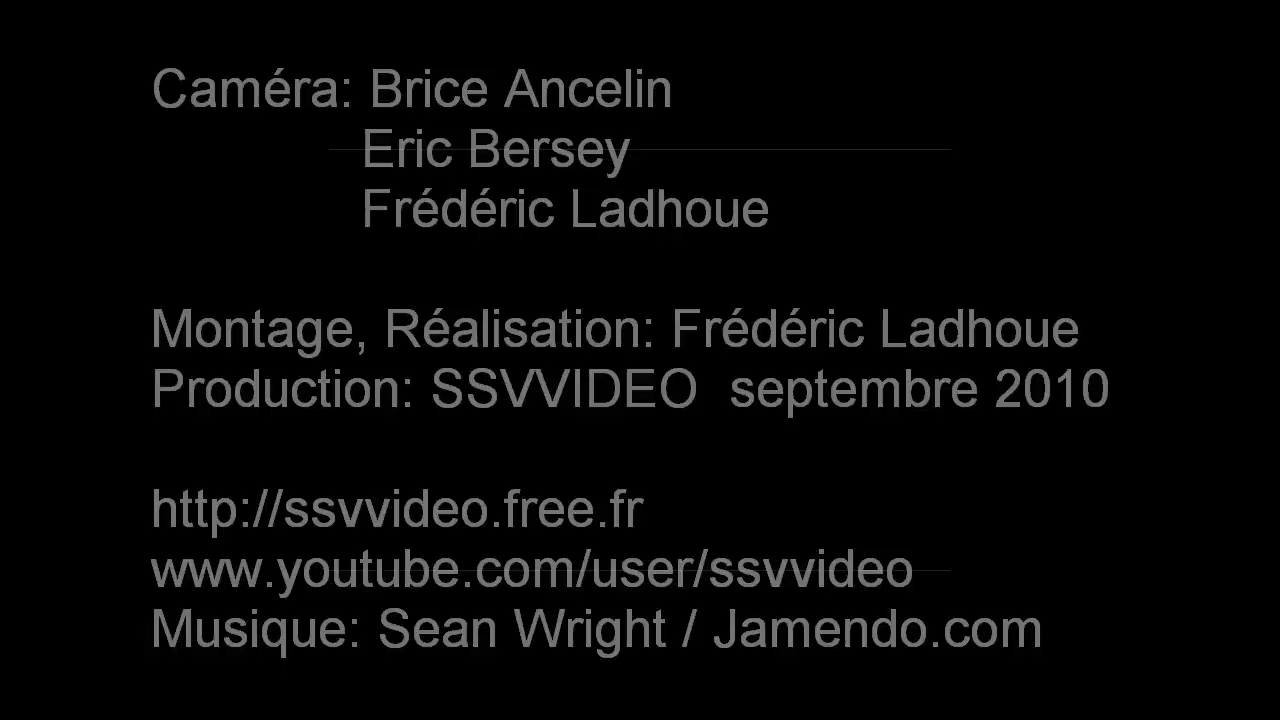 Caméra: Brice Ancelin
Eric Bersey
Frédéric Ladhoue
Montage, Réalisation: Frédéric Ladhoue
Production: SSVVIDEO septembre 2010
http://ssvvideo.free.fr
www.youtube.com/user/ssvvideo
Musique: Sean Wright / Jamendo.com